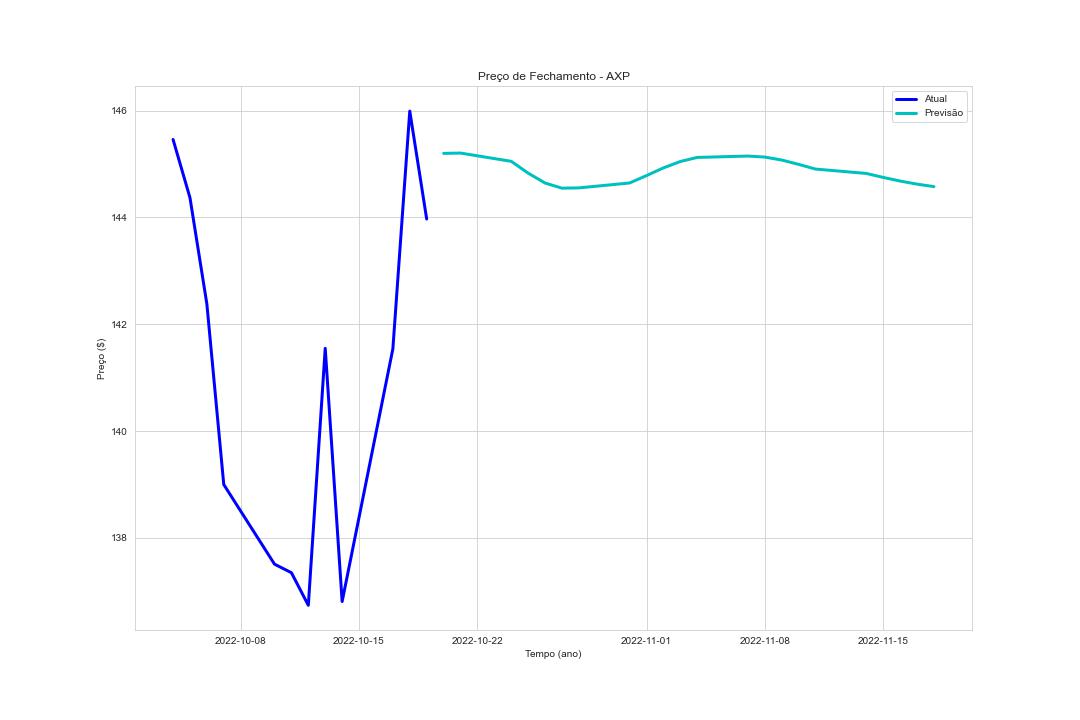 Preço de Fechamento - AXP
Atual
Previsão
146
144
142
140
138
Preço ($)
2022-10-08
2022-10-15
2022-10-22
2022-11-01
2022-11-08
2022-11-15
Tempo (ano)